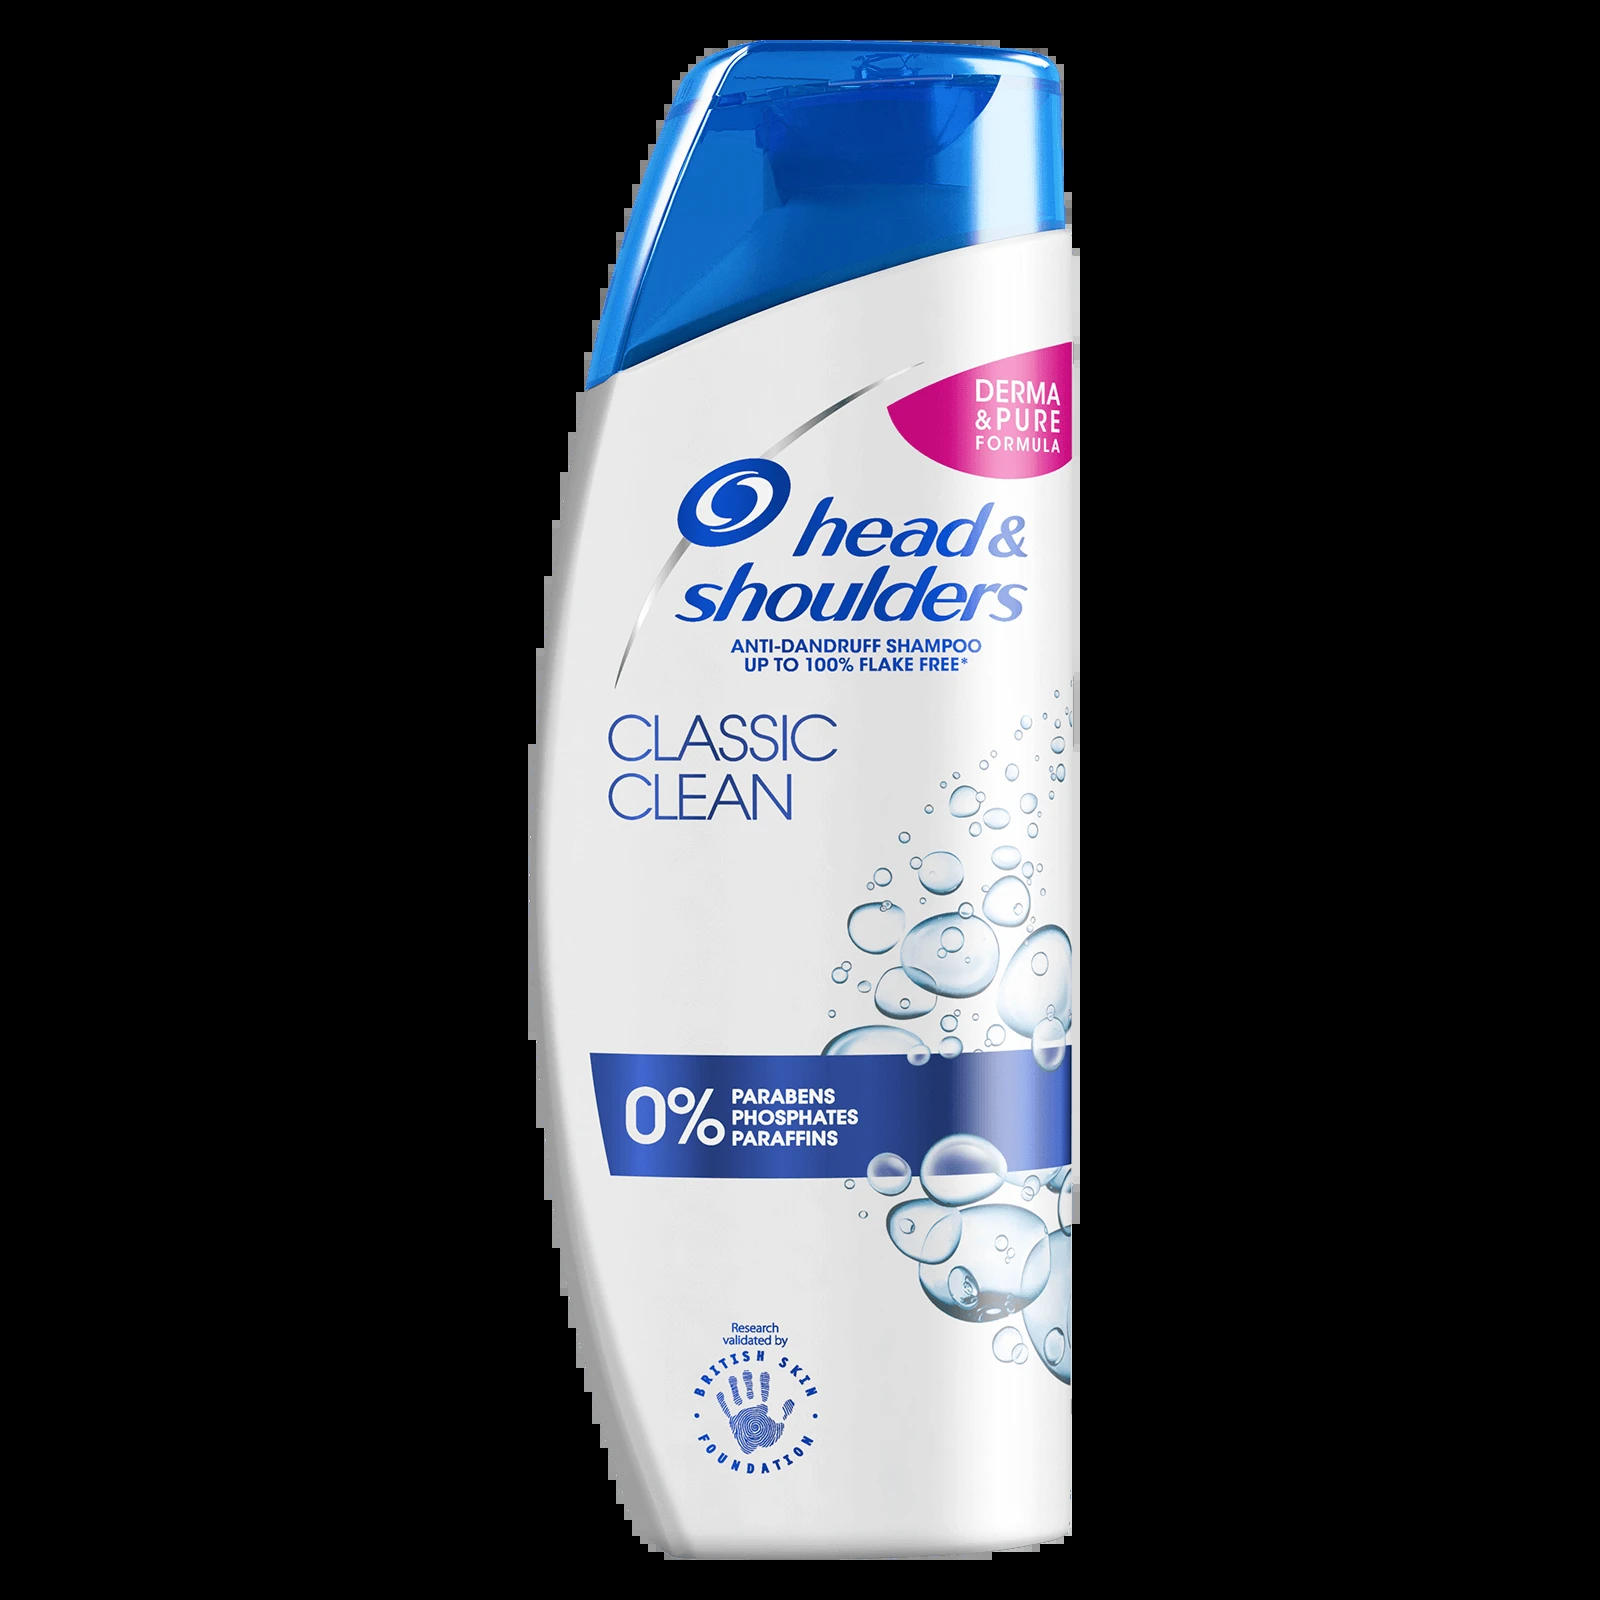 DERMA
&PURE
FORMULA
head&
shoulders
ANTI-DANDRUFF SHAMPOO
UP TO 100% FLAKE FREE*
CLASSIC
CLEAN
0% PARABENS
PHOSPHATES
PARAFFINS
Research
validated by
BRITISH SKIN
FOUNDATION